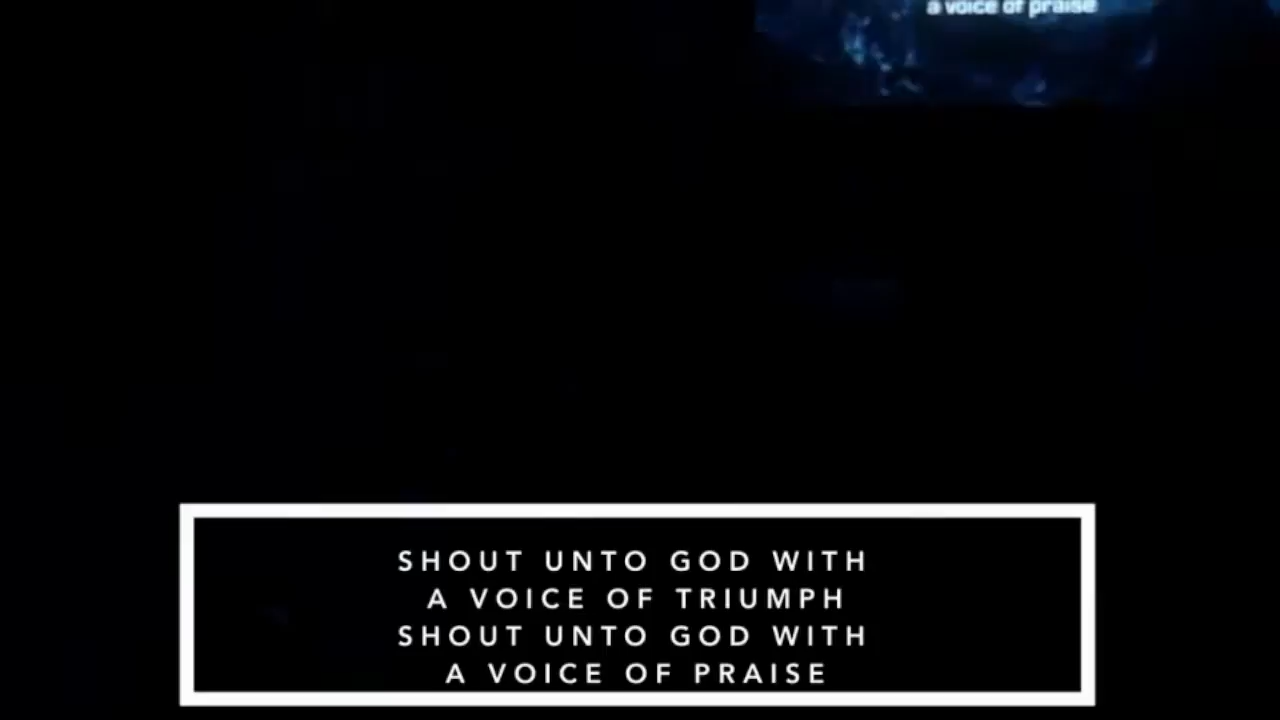 a voice of praise
SHOUT UNTO GOD WITH
A VOICE OF TRIUMPH
SHOUT UNTO GOD WITH
A VOICE OF PRAISE